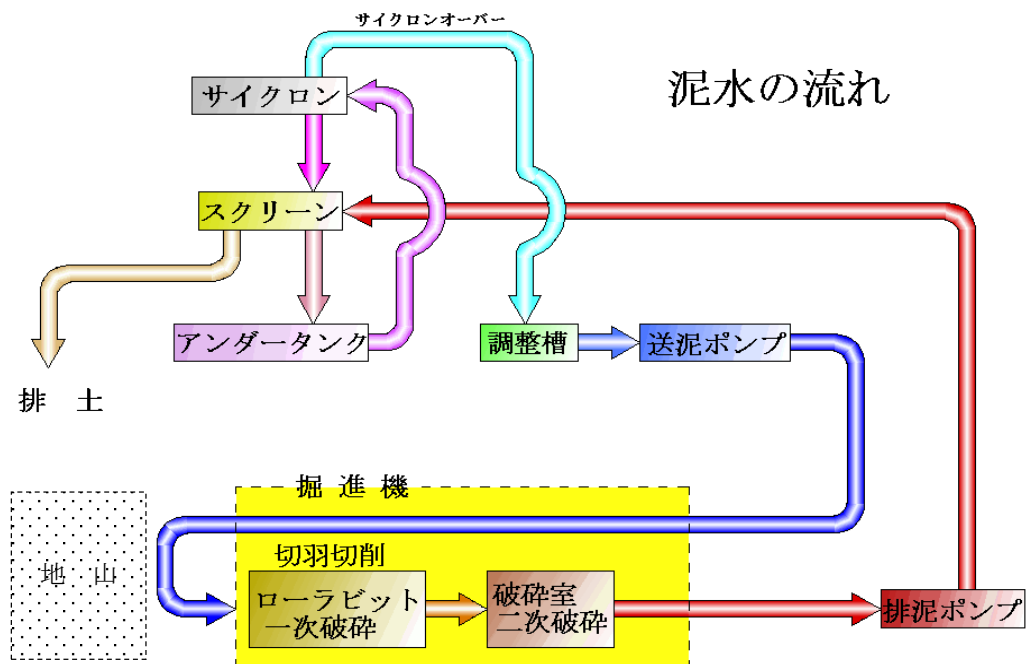 サイクロンオーバー
泥水の流れ
サイクロン
スクリーン
アンダータンク
調整槽
送泥ポンプ
排 土
掘 進 機
地 山
切羽切削
ローラビット
一次破砕
破砕室
二次破砕
排泥ポンプ